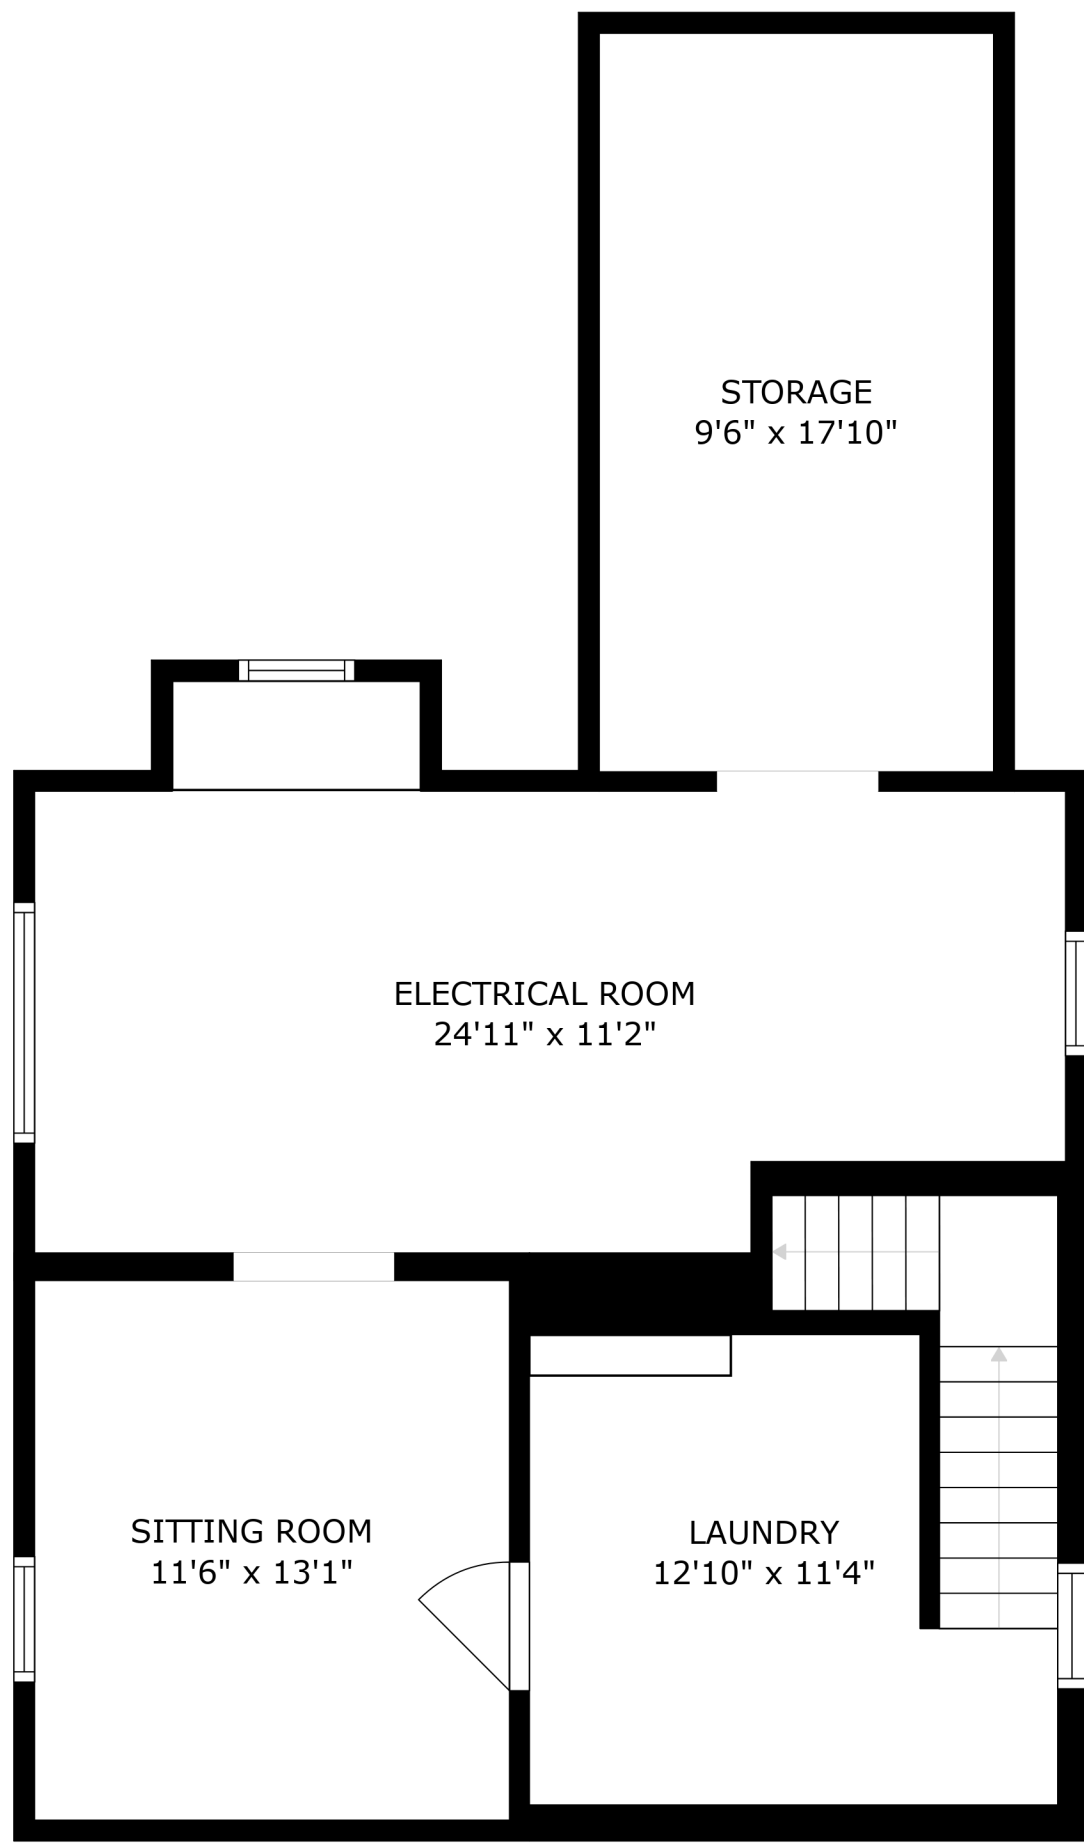 STORAGE
9'6" x 17'10"
ELECTRICAL ROOM
24'11" x 11'2"
SITTING ROOM
11'6" x 13'1"
LAUNDRY
12'10" x 11'4"